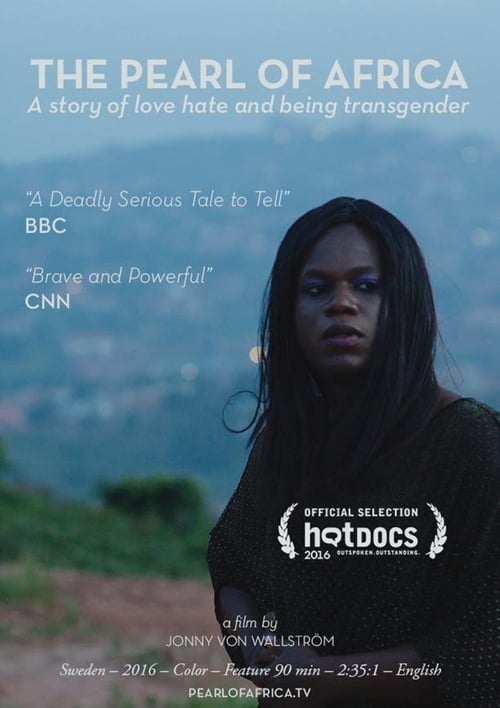 THE PEARL OF AFRICA
A story of love hate and being transgender
“A Deadly Serious Tale to Tell”
BBC
“Brave and Powerful”
CNN
OFFICIAL SELECTION
hotDOCS
2016 OUTSPOKEN.OUTSTANDING.
a film by
JONNY VON WALLSTRÖM
Sweden – 2016 – Color – Feature 90 min – 2:35:1 – English
PEARLOFAFRICA.TV